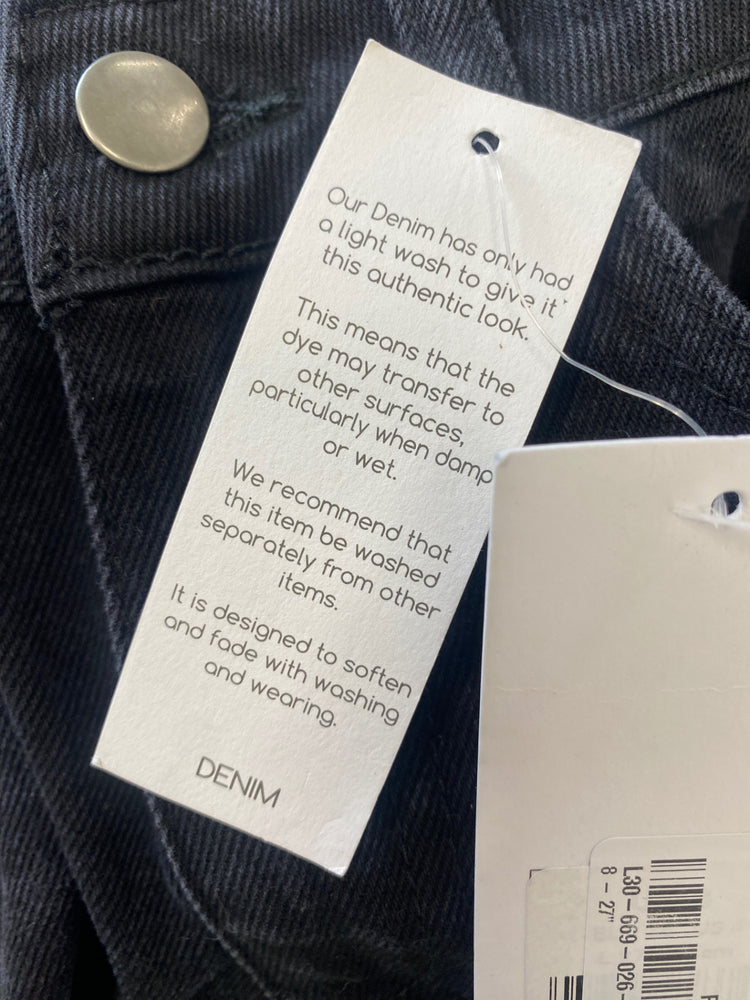 Our Denim has only had
a light wash to give it
this authentic look.
This means that the
dye may transfer to
other surfaces,
particularly when damp
or wet.
We recommend that
this item be washed
separately from other
items.
It is designed to soften
and fade with washing
and wearing.
DENIM
L30-669-026
8 - 27"